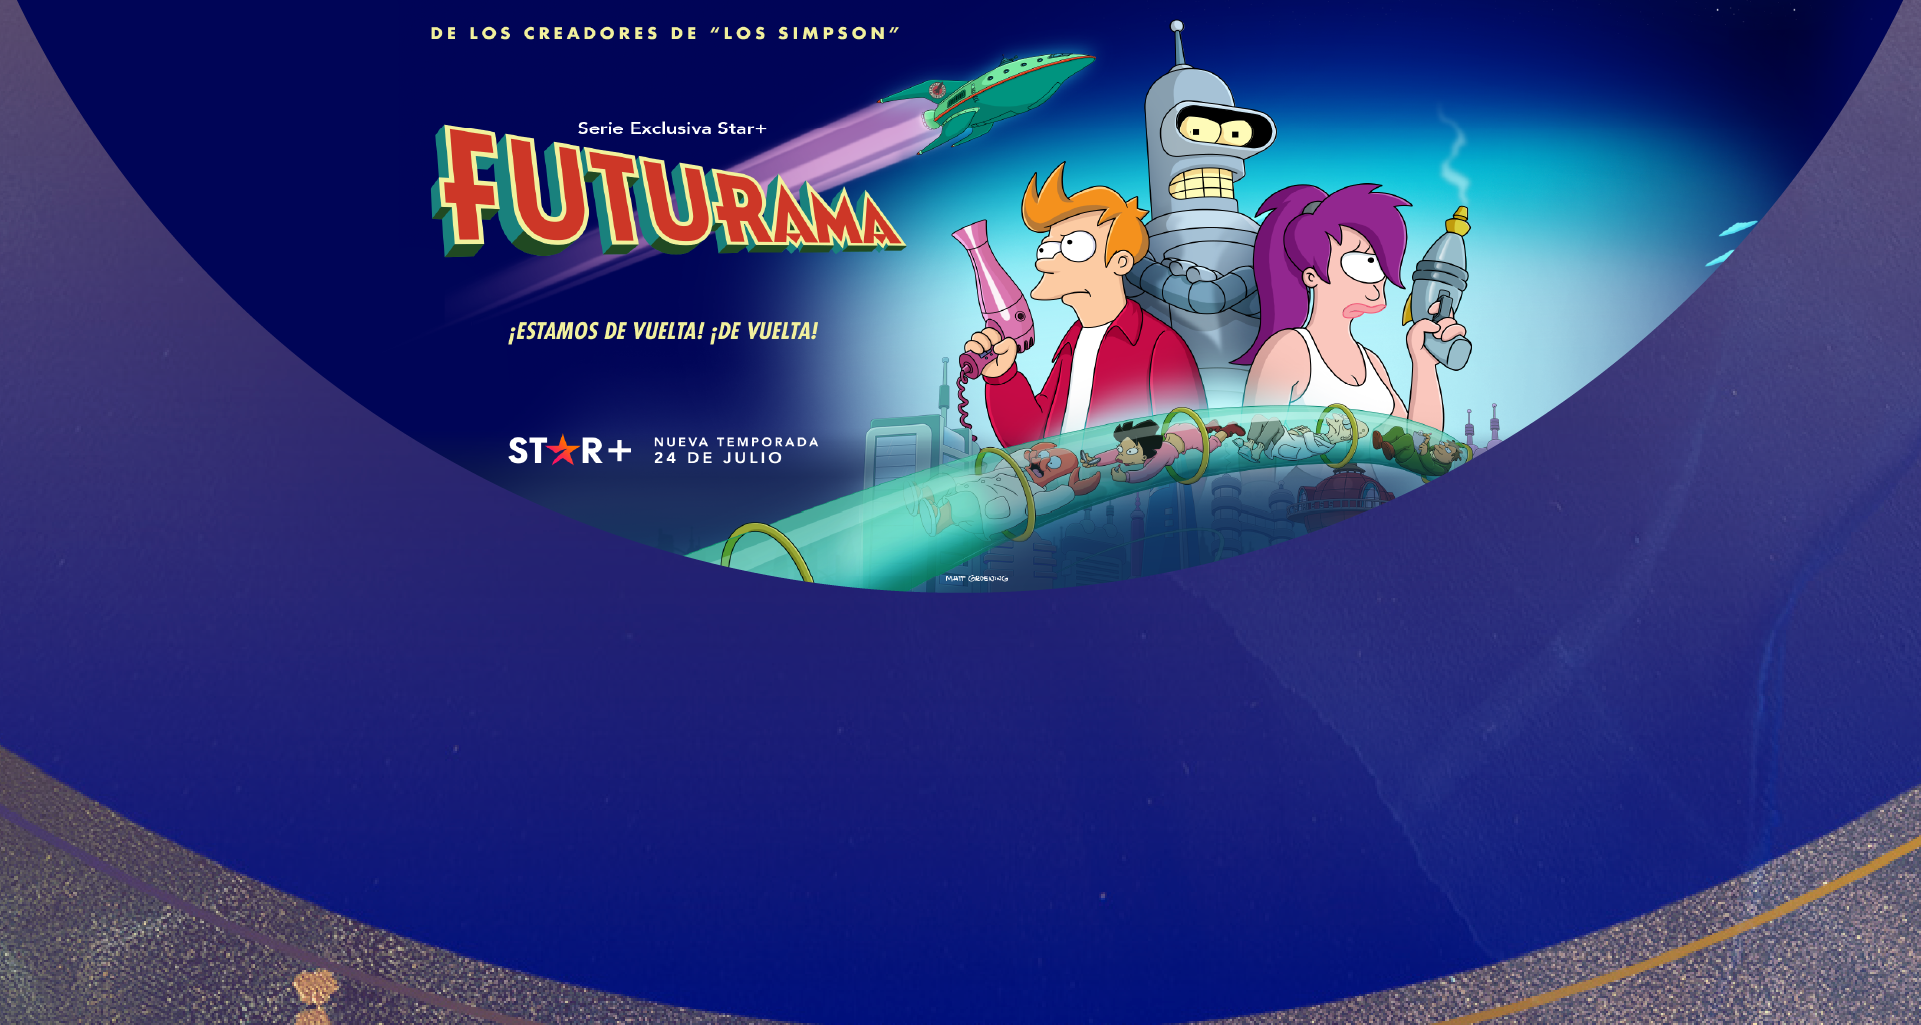 DE LOS CREADORES DE “LOS SIMPSON”
Serie Exclusiva Star+
FUTURAMA
¡ESTAMOS DE VUELTA! ¡DE VUELTA!
STAR+
NUEVA TEMPORADA
24 DE JULIO
MATT GROENING